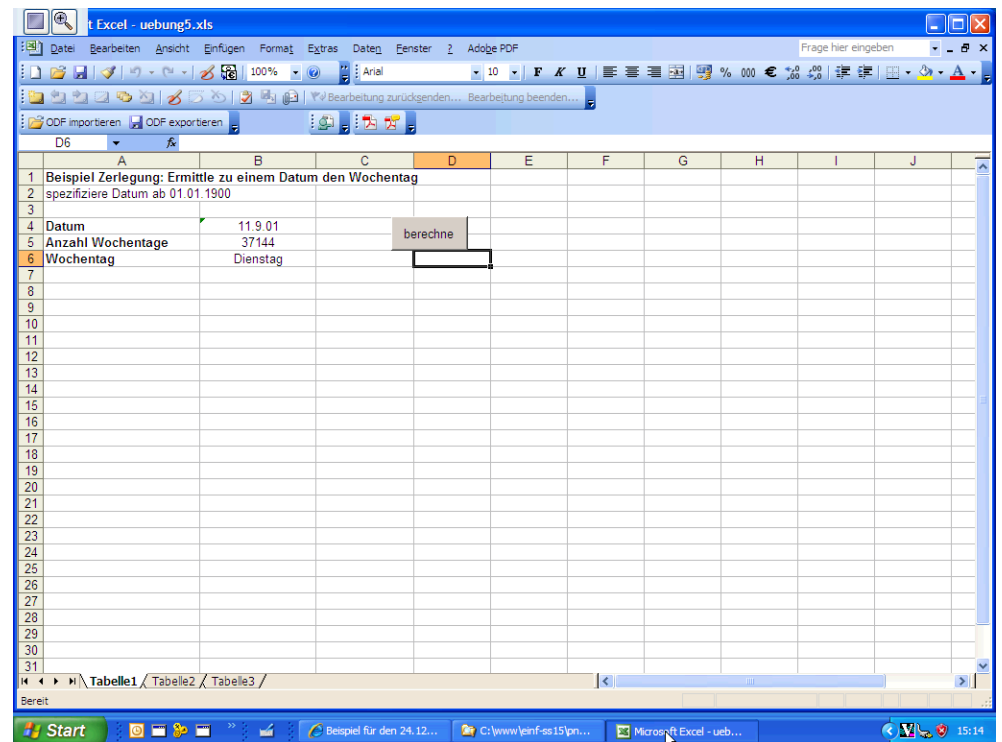 t Excel - uebung5.xls
Datei Bearbeiten Ansicht Einfügen Format Extras Daten Fenster ? Adobe PDF Frage hier eingeben
100% Arial 10 F K U % 000 €
Bearbeitung zurücksenden... Bearbeitung beenden...
ODF importieren ODF exportieren
D6 fx
A B C D E F G H I J
1 Beispiel Zerlegung: Ermittle zu einem Datum den Wochentag
2 spezifiziere Datum ab 01.01.1900
3
4 Datum 11.9.01
berechne
5 Anzahl Wochentage 37144
6 Wochentag Dienstag
7
8
9
10
11
12
13
14
15
16
17
18
19
20
21
22
23
24
25
26
27
28
29
30
31
Tabelle1 Tabelle2 Tabelle3
Bereit
Start Beispiel für den 24.12... C:\www\einf-ss15\pn... Microsoft Excel - ueb... 15:14